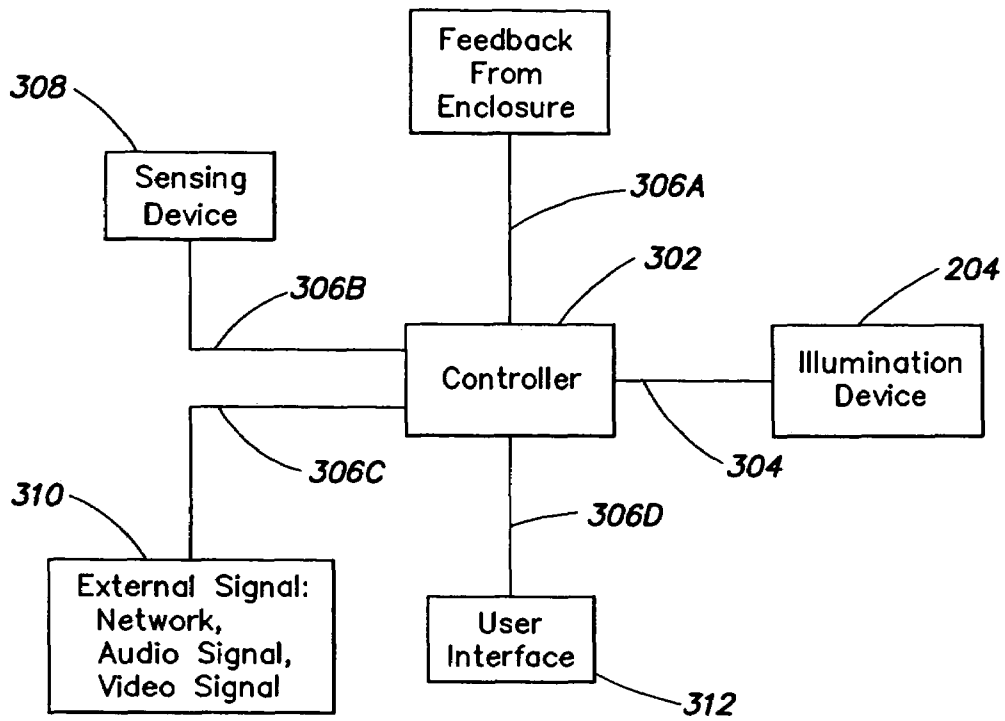 Feedback
From
Enclosure
308
Sensing
Device
306A
302
204
306B
Controller
Illumination
Device
306C
304
310
306D
External Signal:
Network,
Audio Signal,
Video Signal
User
Interface
312